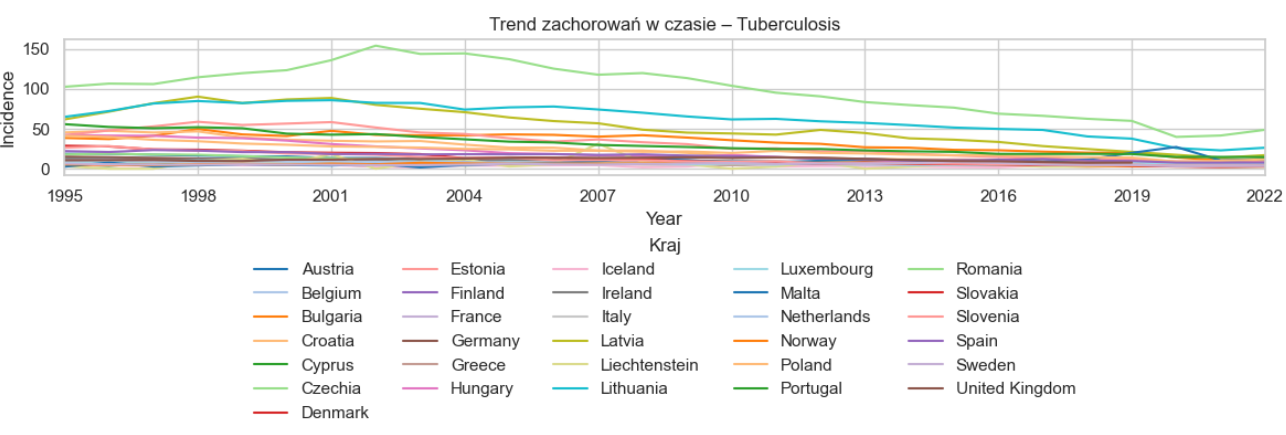 Trend zachorowań w czasie – Tuberculosis
150
100
50
0
Incidence
1995 1998 2001 2004 2007 2010 2013 2016 2019 2022
Year
Kraj
Austria Estonia Iceland Luxembourg Romania
Belgium Finland Ireland Malta Slovakia
Bulgaria France Italy Netherlands Slovenia
Croatia Germany Latvia Norway Spain
Cyprus Greece Liechtenstein Poland Sweden
Czechia Hungary Lithuania Portugal United Kingdom
Denmark